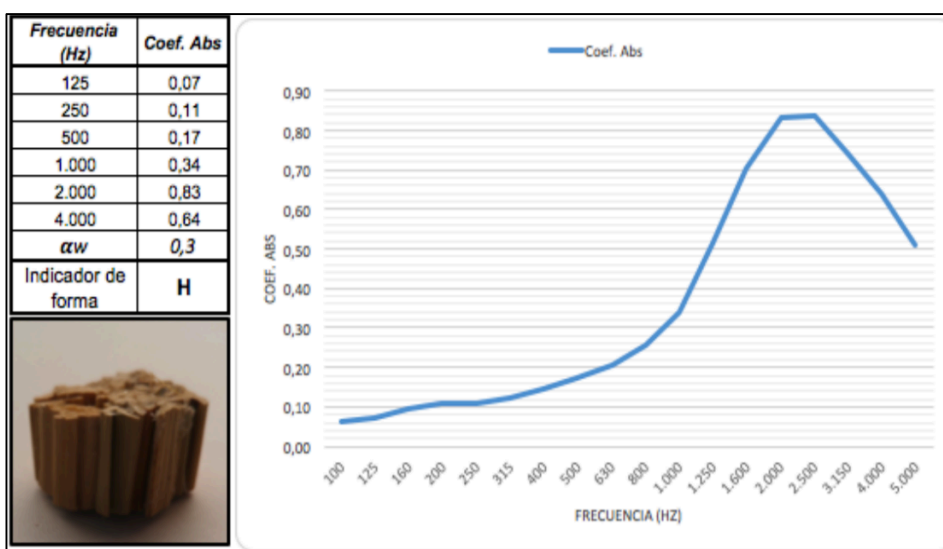 Frecuencia
(Hz) Coef. Abs
125 0,07
250 0,11
500 0,17
1.000 0,34
2.000 0,83
4.000 0,64
αw 0,3
Indicador de
forma H
Coef. Abs
0,90
0,80
0,70
0,60
0,50
0,40
0,30
0,20
0,10
0,00
COEF. ABS
100 125 160 200 250 315 400 500 630 800 1.000 1.250 1.600 2.000 2.500 3.150 4.000 5.000
FRECUENCIA (HZ)